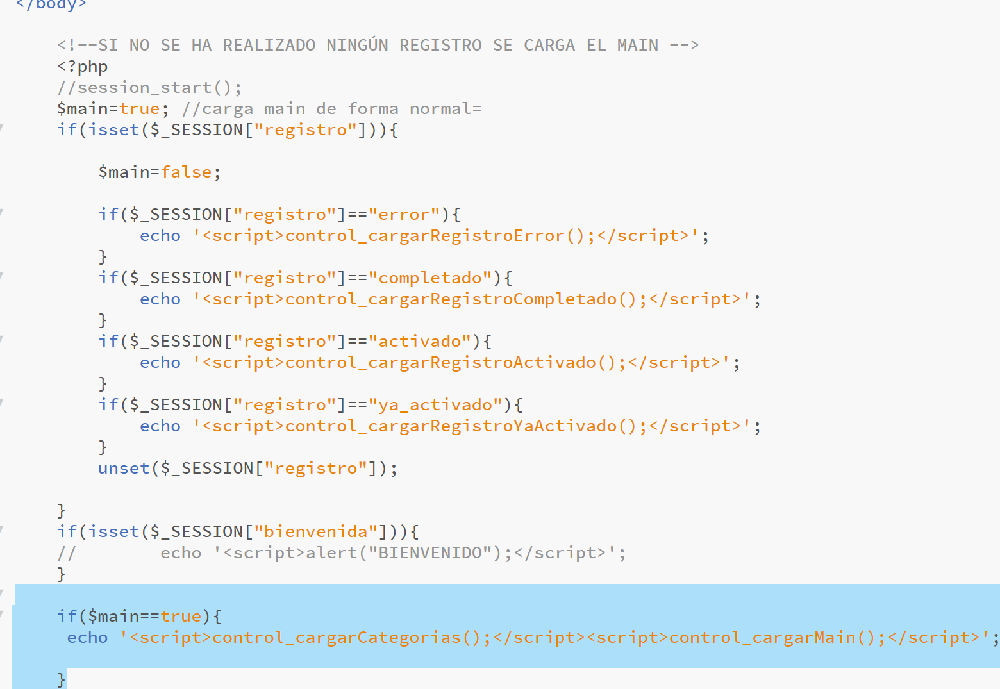 </body>
<!--SI NO SE HA REALIZADO NINGÚN REGISTRO SE CARGA EL MAIN -->
<?php
//session_start();
$main=true; //carga main de forma normal=
if(isset($_SESSION["registro"])){
$main=false;
if($_SESSION["registro"]=="error"){
echo '<script>control_cargarRegistroError();</script>';
}
if($_SESSION["registro"]=="completado"){
echo '<script>control_cargarRegistroCompletado();</script>';
}
if($_SESSION["registro"]=="activado"){
echo '<script>control_cargarRegistroActivado();</script>';
}
if($_SESSION["registro"]=="ya_activado"){
echo '<script>control_cargarRegistroYaActivado();</script>';
}
unset($_SESSION["registro"]);
}
if(isset($_SESSION["bienvenida"])){
//        echo '<script>alert("BIENVENIDO");</script>';
}
if($main==true){
echo '<script>control_cargarCategorias();</script><script>control_cargarMain();</script>';
}